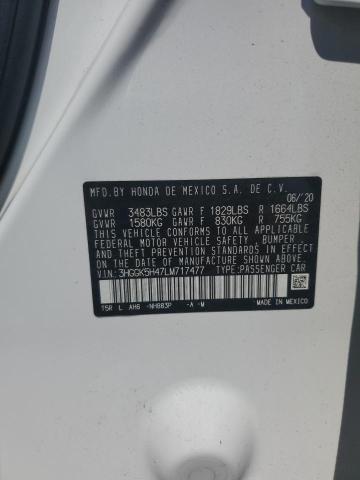 MFD.BY HONDA DE MEXICO S.A. DE C.V.
06/20
GVWR 3483LBS GAWR F 1829LBS R 1664LBS
GVWR 1580KG GAWR F 830KG R 755KG
THIS VEHICLE CONFORMS TO ALL APPLICABLE
FEDERAL MOTOR VEHICLE SAFETY, BUMPER,
AND THEFT PREVENTION STANDARDS IN EFFECT ON
THE DATE OF MANUFACTURE SHOWN ABOVE.
VIN: 3HGGK5H47LM717477 TYPE:PASSENGER CAR
T5R L AH6 -NH883P -A -M MADE IN MEXICO